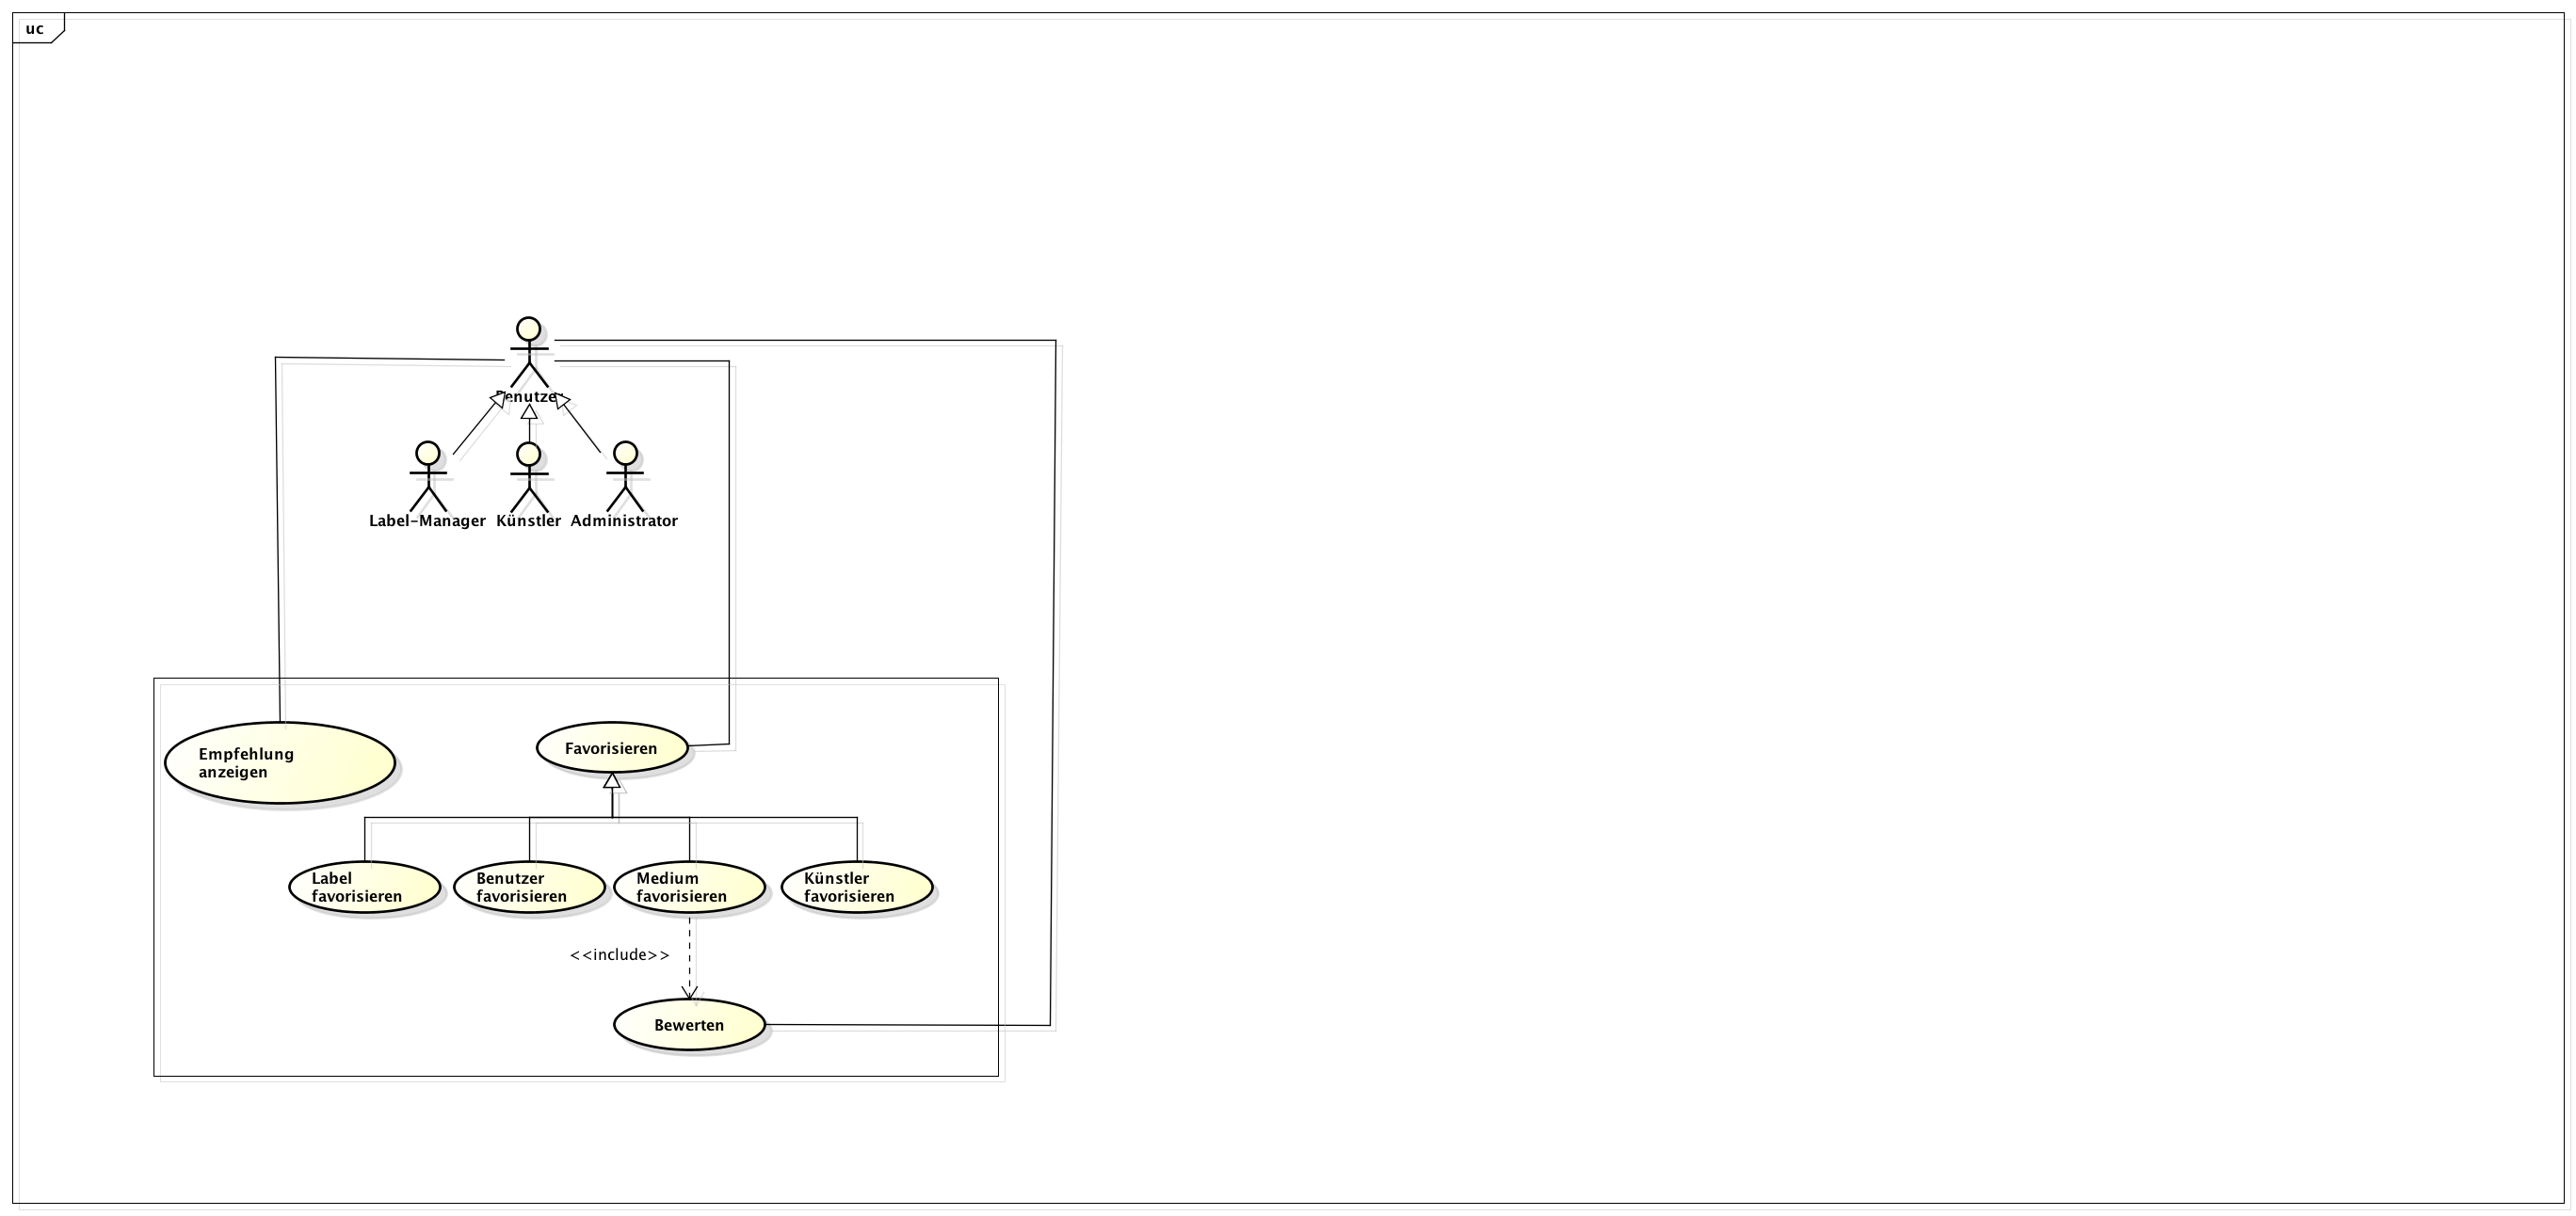 uc
Benutzer
Label-Manager Künstler Administrator
Empfehlung
anzeigen
Favorisieren
Label
favorisieren
Benutzer
favorisieren
Medium
favorisieren
Künstler
favorisieren
<<include>>
Bewerten